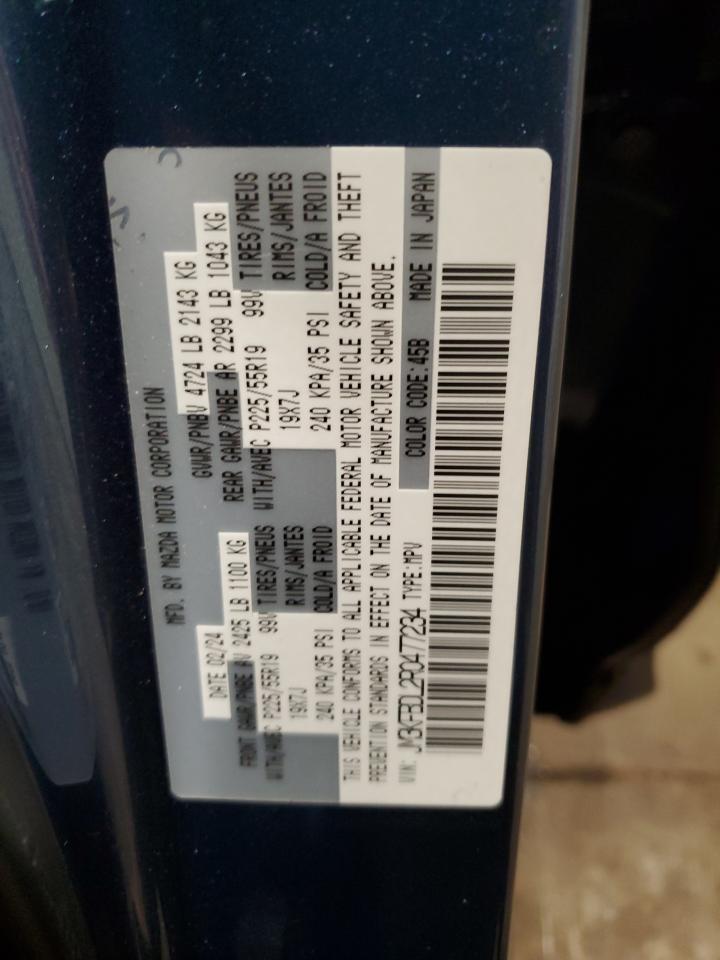 MFD. BY MAZDA MOTOR CORPORATION
DATE 02/24 GVWR/PNBV 4724 LB 2143 KG
FRONT GAWR/PNBE AV 2425 LB 1100 KG REAR GAWR/PNBE AR 2299 LB 1043 KG
WITH/AVEC P225/55R19 99V TIRES/PNEUS WITH/AVEC P225/55R19 99V TIRES/PNEUS
19X7J RIMS/JANTES 19X7J RIMS/JANTES
240 KPA/35 PSI COLD/A FROID 240 KPA/35 PSI COLD/A FROID
THIS VEHICLE CONFORMS TO ALL APPLICABLE FEDERAL MOTOR VEHICLE SAFETY AND THEFT
PREVENTION STANDARDS IN EFFECT ON THE DATE OF MANUFACTURE SHOWN ABOVE.
VIN: JM3KFBDL2R0477234 TYPE:MPV COLOR CODE:45B MADE IN JAPAN